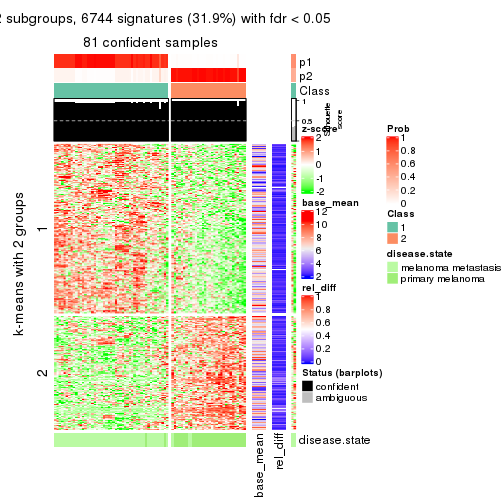 2 subgroups, 6744 signatures (31.9%) with fdr < 0.05
81 confident samples
p1
p2
Class
1
0.5
Silhouette
score
k-means with 2 groups
1
2
z-score
2
1
0
-1
-2
base_mean
12
10
8
6
4
2
rel_diff
1
0.8
0.6
0.4
0.2
0
Status (barplots)
confident
ambiguous
Prob
1
0.8
0.6
0.4
0.2
0
Class
1
2
disease.state
melanoma metastasis
primary melanoma
disease.state
base_mean
rel_diff